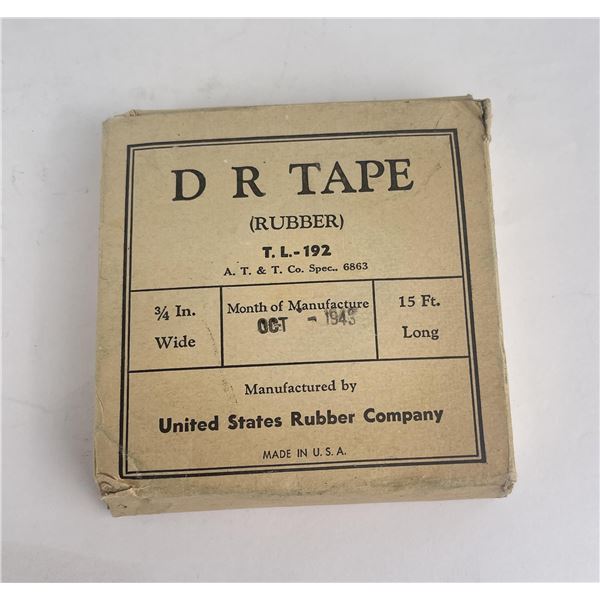 D R TAPE
(RUBBER)
T. L.-192
A. T. & T. Co. Spec.. 6863
3/4 In.
Wide
Month of Manufacture
OCT - 1943
15 Ft.
Long
Manufactured by
United States Rubber Company
MADE IN U. S. A.